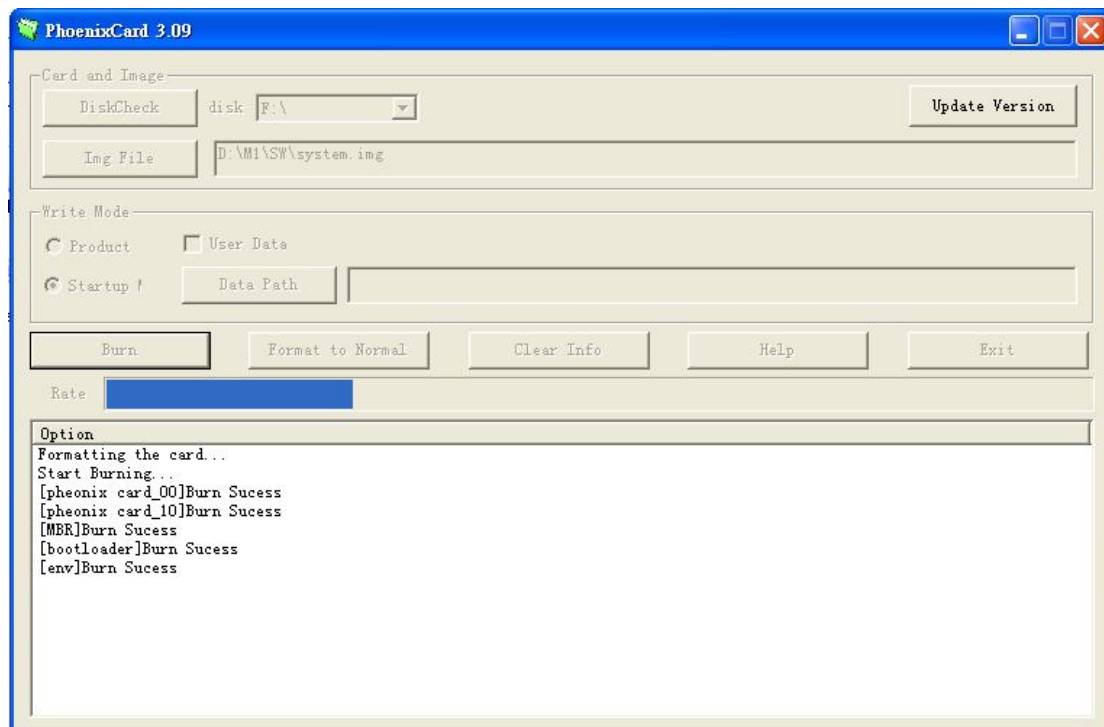 PhoenixCard 3.09
Card and Image
DiskCheck disk F:\ Update Version
Img File D:\M1\SW\system.img
Write Mode
Product User Data
Startup Data Path
Burn Format to Normal Clear Info Help Exit
Rate
Option
Formatting the card...
Start Burning...
[pheonix card_00]Burn Sucess
[pheonix card_10]Burn Sucess
[MBR]Burn Sucess
[bootloader]Burn Sucess
[env]Burn Sucess